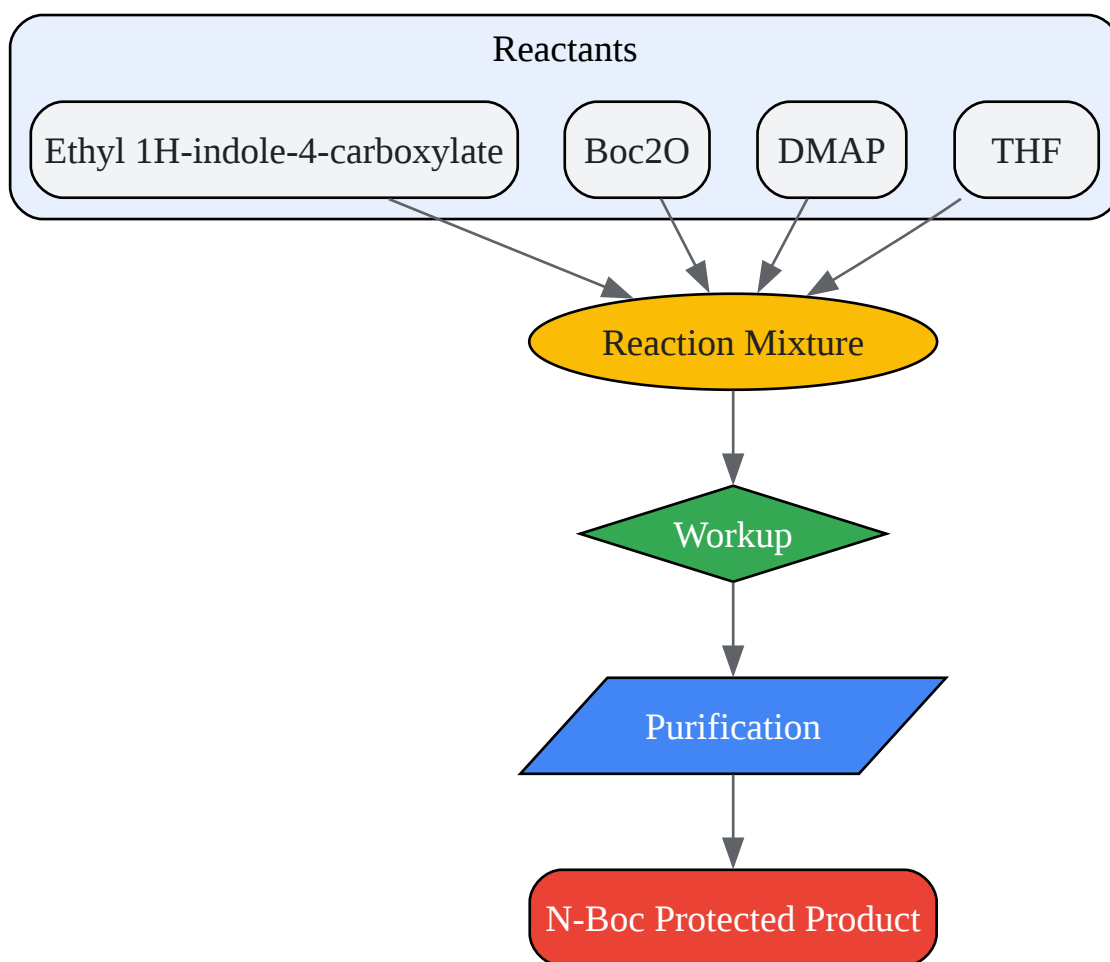 Reactants
Ethyl 1H-indole-4-carboxylate
Boc2O
DMAP
THF
Reaction Mixture
Workup
Purification
N-Boc Protected Product